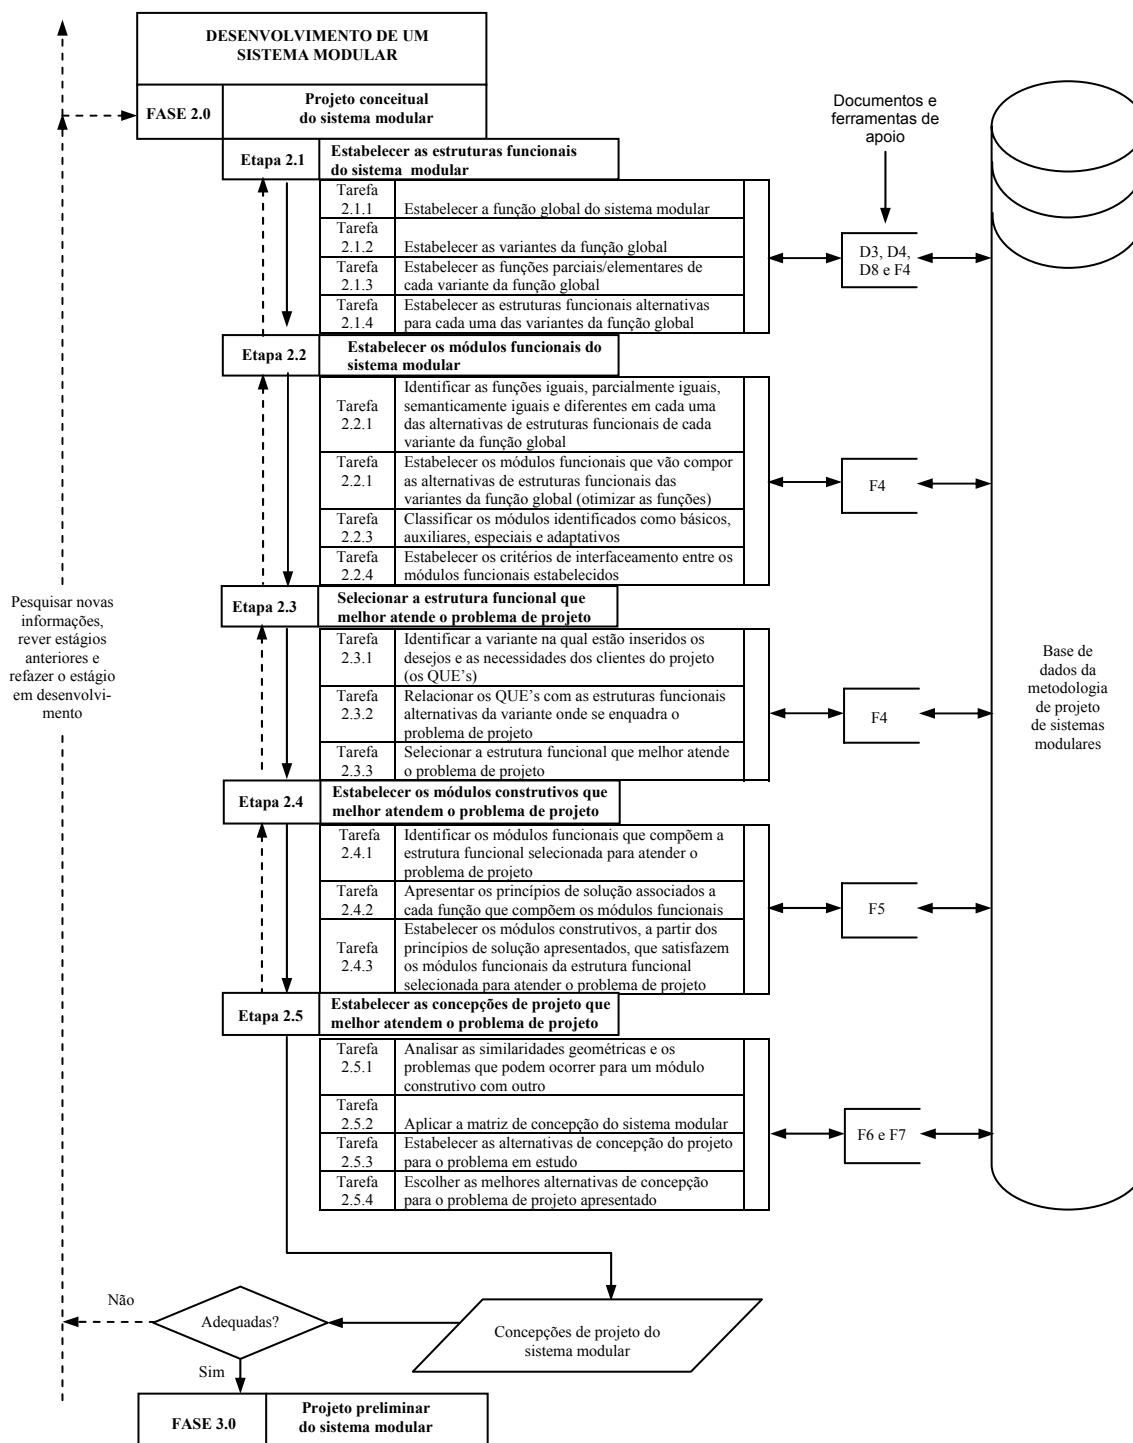 DESENVOLVIMENTO DE UM
SISTEMA MODULAR
FASE 2.0
Projeto conceitual
do sistema modular
Documentos e
ferramentas de
apoio
Etapa 2.1
Estabelecer as estruturas funcionais
do sistema modular
Tarefa
2.1.1
Estabelecer a função global do sistema modular
Tarefa
2.1.2
Estabelecer as variantes da função global
Tarefa
2.1.3
Estabelecer as funções parciais/elementares de
cada variante da função global
Tarefa
2.1.4
Estabelecer as estruturas funcionais alternativas
para cada uma das variantes da função global
D3, D4,
D8 e F4
Etapa 2.2
Estabelecer os módulos funcionais do
sistema modular
Tarefa
2.2.1
Identificar as funções iguais, parcialmente iguais,
semanticamente iguais e diferentes em cada uma
das alternativas de estruturas funcionais de cada
variante da função global
Tarefa
2.2.1
Estabelecer os módulos funcionais que vão compor
as alternativas de estruturas funcionais das
variantes da função global (otimizar as funções)
Tarefa
2.2.3
Classificar os módulos identificados como básicos,
auxiliares, especiais e adaptativos
Tarefa
2.2.4
Estabelecer os critérios de interfaceamento entre os
módulos funcionais estabelecidos
F4
Etapa 2.3
Selecionar a estrutura funcional que
melhor atende o problema de projeto
Pesquisar novas
informações,
rever estágios
anteriores e
refazer o estágio
em desenvolvi-
mento
Tarefa
2.3.1
Identificar a variante na qual estão inseridos os
desejos e as necessidades dos clientes do projeto
(os QUE's)
Tarefa
2.3.2
Relacionar os QUE's com as estruturas funcionais
alternativas da variante onde se enquadra o
problema de projeto
Tarefa
2.3.3
Selecionar a estrutura funcional que melhor atende
o problema de projeto
F4
Base de
dados da
metodologia
de projeto
de sistemas
modulares
Etapa 2.4
Estabelecer os módulos construtivos que
melhor atendem o problema de projeto
Tarefa
2.4.1
Identificar os módulos funcionais que compõem a
estrutura funcional selecionada para atender o
problema de projeto
Tarefa
2.4.2
Apresentar os princípios de solução associados a
cada função que compõem os módulos funcionais
Tarefa
2.4.3
Estabelecer os módulos construtivos, a partir dos
princípios de solução apresentados, que satisfazem
os módulos funcionais da estrutura funcional
selecionada para atender o problema de projeto
F5
Etapa 2.5
Estabelecer as concepções de projeto que
melhor atendem o problema de projeto
Tarefa
2.5.1
Analisar as similaridades geométricas e os
problemas que podem ocorrer para um módulo
construtivo com outro
Tarefa
2.5.2
Aplicar a matriz de concepção do sistema modular
Tarefa
2.5.3
Estabelecer as alternativas de concepção do projeto
para o problema em estudo
Tarefa
2.5.4
Escolher as melhores alternativas de concepção
para o problema de projeto apresentado
F6 e F7
Não
Adequadas?
Concepções de projeto do
sistema modular
Sim
FASE 3.0
Projeto preliminar
do sistema modular